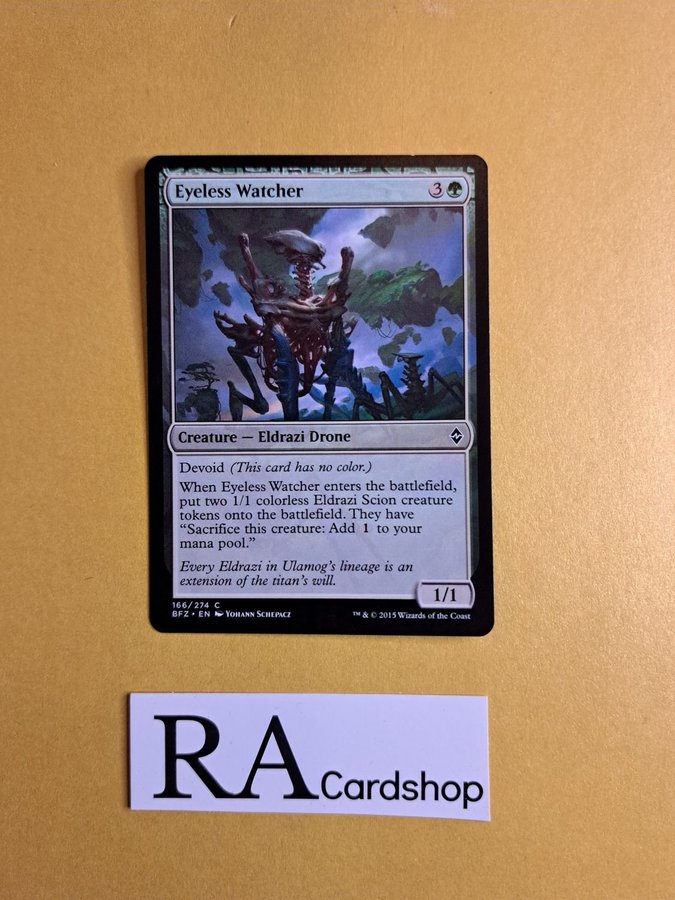 Eyeless Watcher 3
Creature — Eldrazi Drone
Devoid (This card has no color.)
When Eyeless Watcher enters the battlefield,
put two 1/1 colorless Eldrazi Scion creature
tokens onto the battlefield. They have
“Sacrifice this creature: Add 1 to your
mana pool.”
Every Eldrazi in Ulamog’s lineage is an
extension of the titan’s will.
1/1
166/274 C
BFZ • EN Yohann Schepacz
™ & © 2015 Wizards of the Coast
RA Cardshop